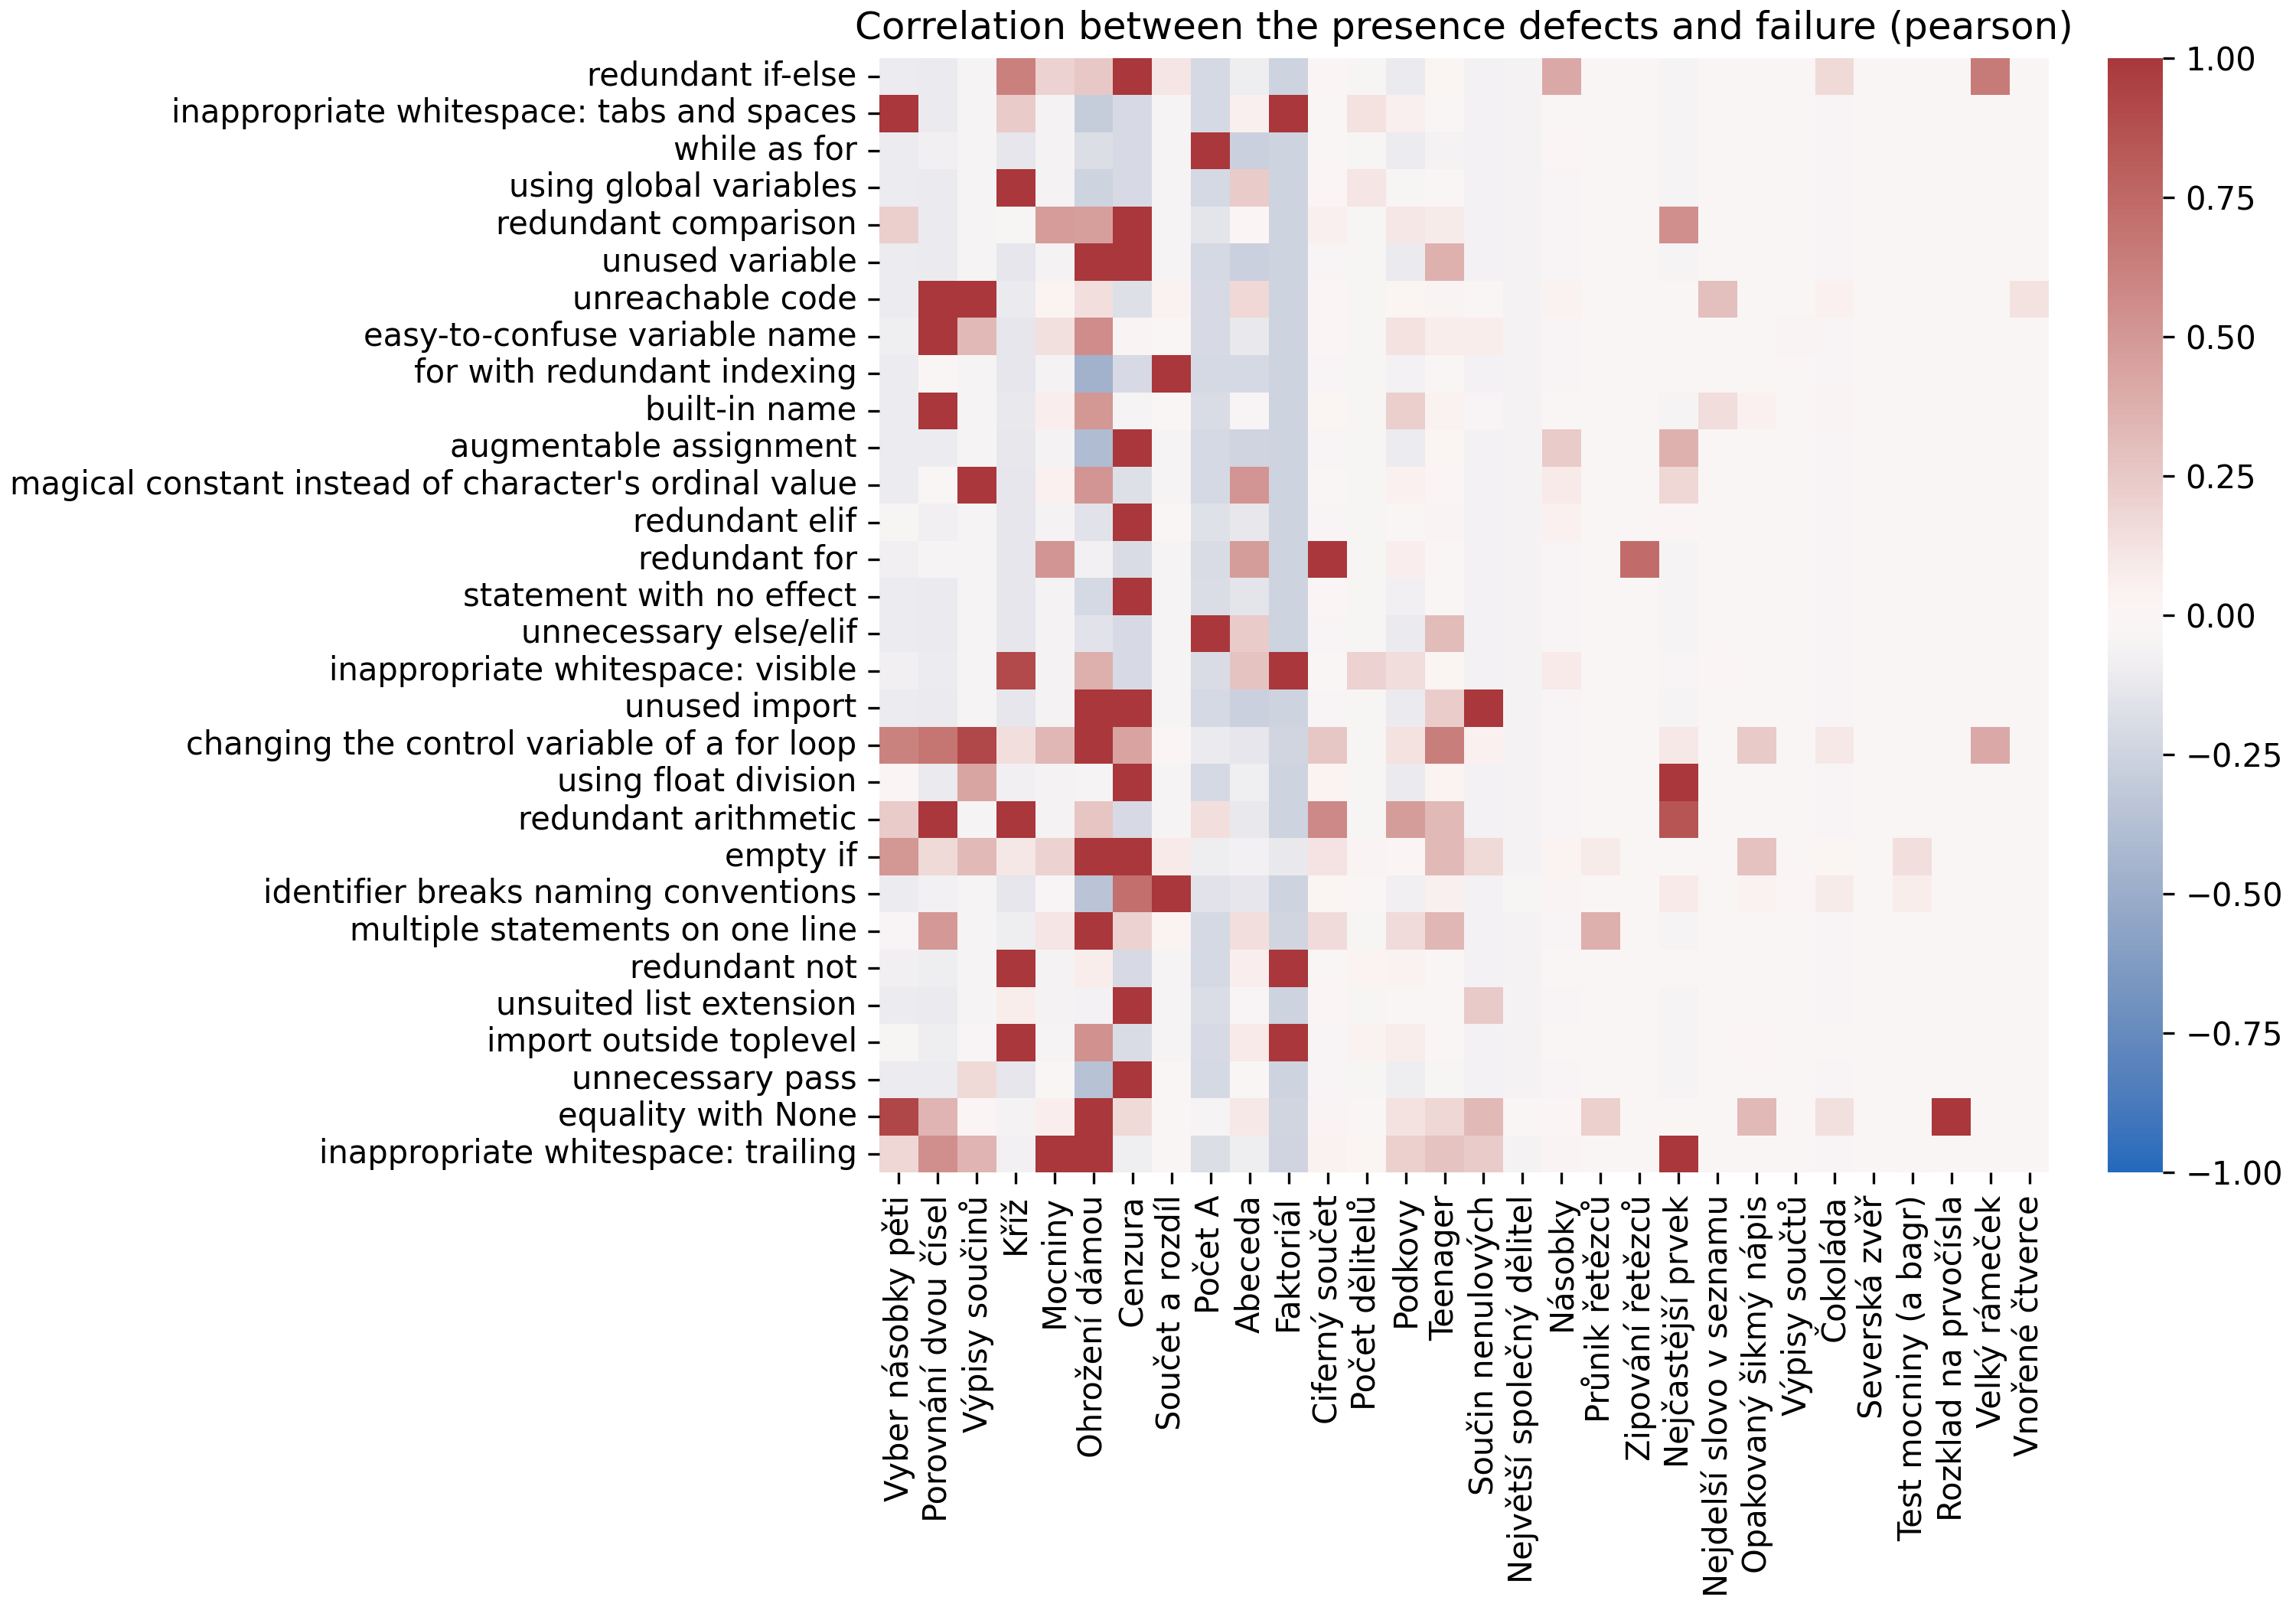 Correlation between the presence defects and failure (pearson)
redundant if-else
inappropriate whitespace: tabs and spaces
while as for
using global variables
redundant comparison
unused variable
unreachable code
easy-to-confuse variable name
for with redundant indexing
built-in name
augmentable assignment
magical constant instead of character's ordinal value
redundant elif
redundant for
statement with no effect
unnecessary else/elif
inappropriate whitespace: visible
unused import
changing the control variable of a for loop
using float division
redundant arithmetic
empty if
identifier breaks naming conventions
multiple statements on one line
redundant not
unsuited list extension
import outside toplevel
unnecessary pass
equality with None
inappropriate whitespace: trailing
Vyber násobky pěti
Porovnání dvou čísel
Výpisy součinů
Kříž
Mocniny
Ohrožení dámou
Cenzura
Součet a rozdíl
Počet A
Abeceda
Faktoriál
Ciferný součet
Počet dělitelů
Podkovy
Teenager
Součin nenulových
Největší společný dělitel
Násobky
Průnik řetězců
Zipování řetězců
Nejčastější prvek
Nejdelší slovo v seznamu
Opakovaný šikmý nápis
Výpisy součtů
Čokoláda
Severská zvěř
Test mocniny (a bagr)
Rozklad na prvočísla
Velký rámeček
Vnořené čtverce
1.00
0.75
0.50
0.25
0.00
−0.25
−0.50
−0.75
−1.00